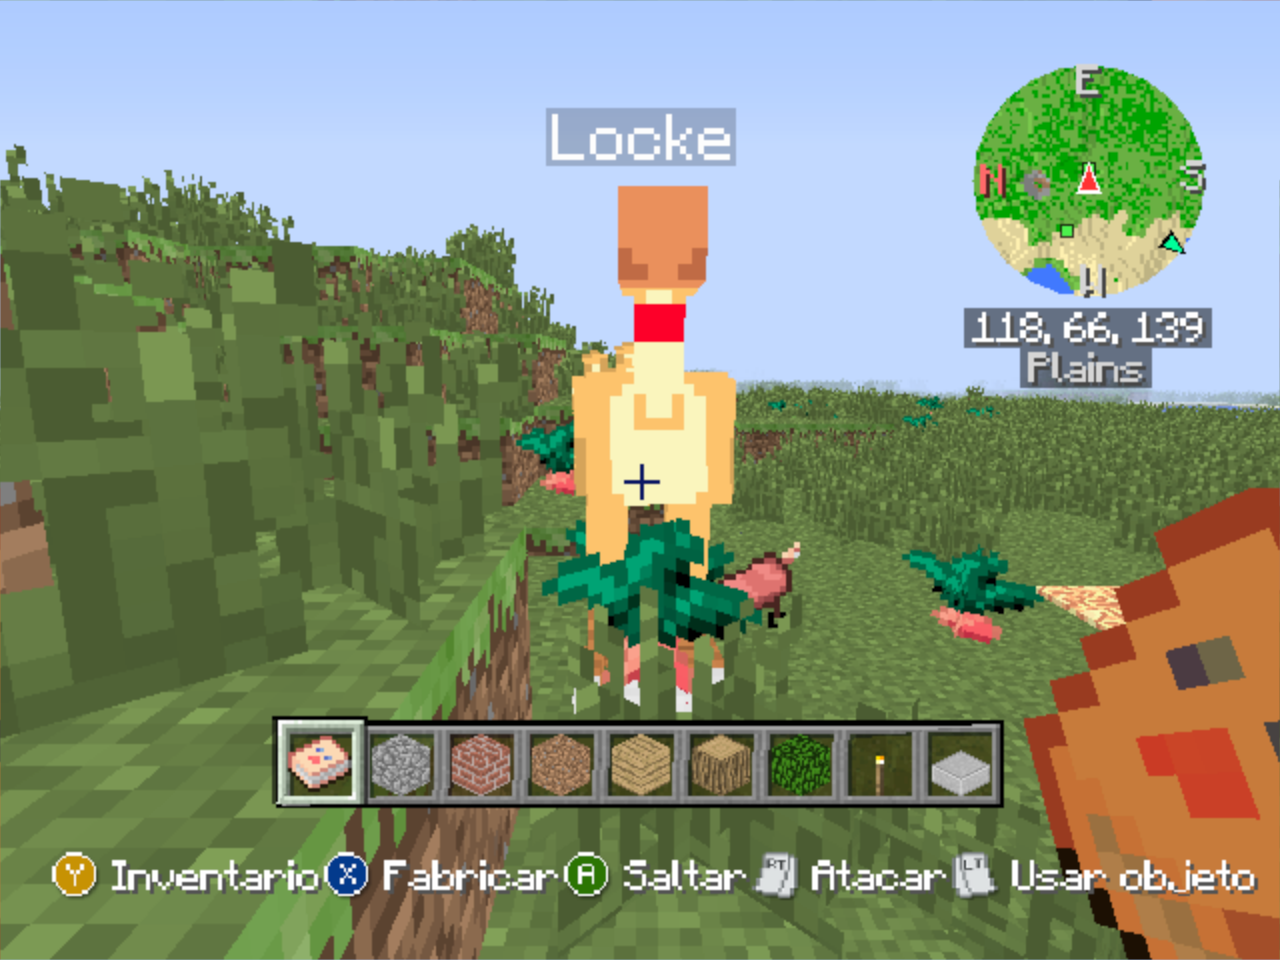 Locke
E
N
S
W
118, 66, 139
Plains
Y Inventario X Fabricar A Saltar RT Atacar LT Usar objeto